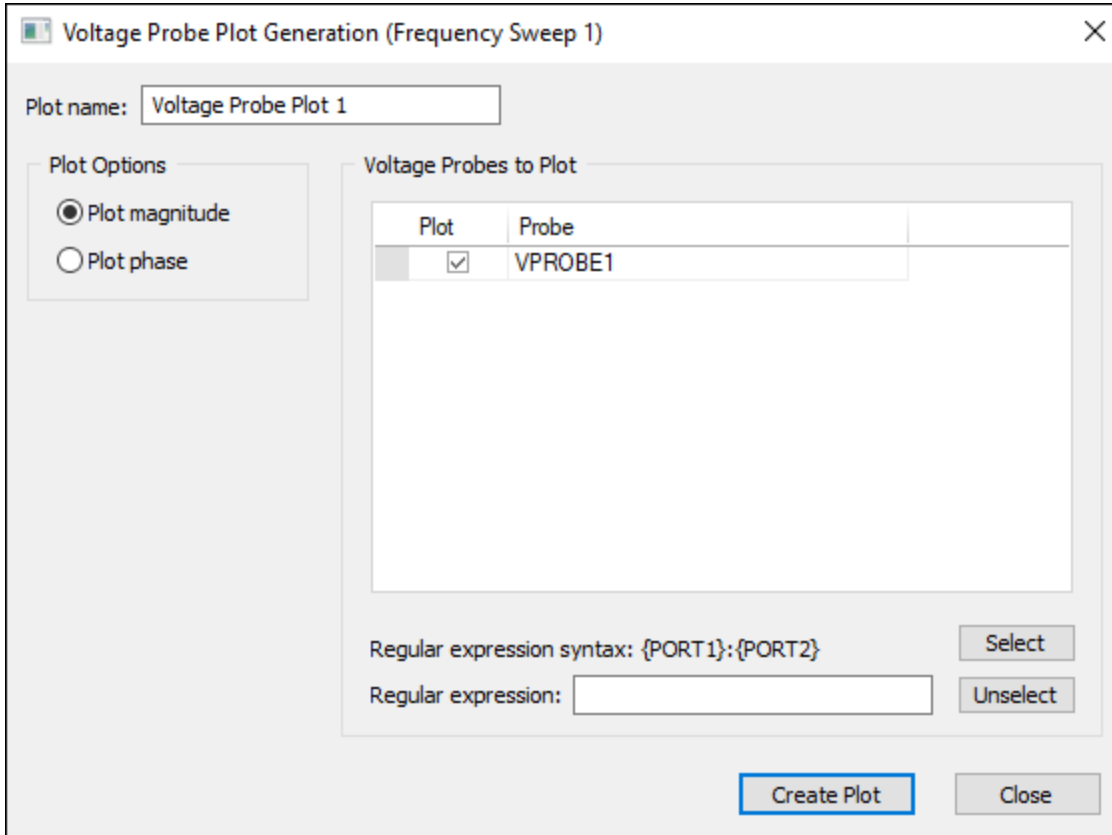 Voltage Probe Plot Generation (Frequency Sweep 1)
Plot name: Voltage Probe Plot 1
Plot Options
Plot magnitude
Plot phase
Voltage Probes to Plot
Plot Probe
VPROBE1
Regular expression syntax: {PORT1}:{PORT2}
Select
Regular expression:
Unselect
Create Plot
Close